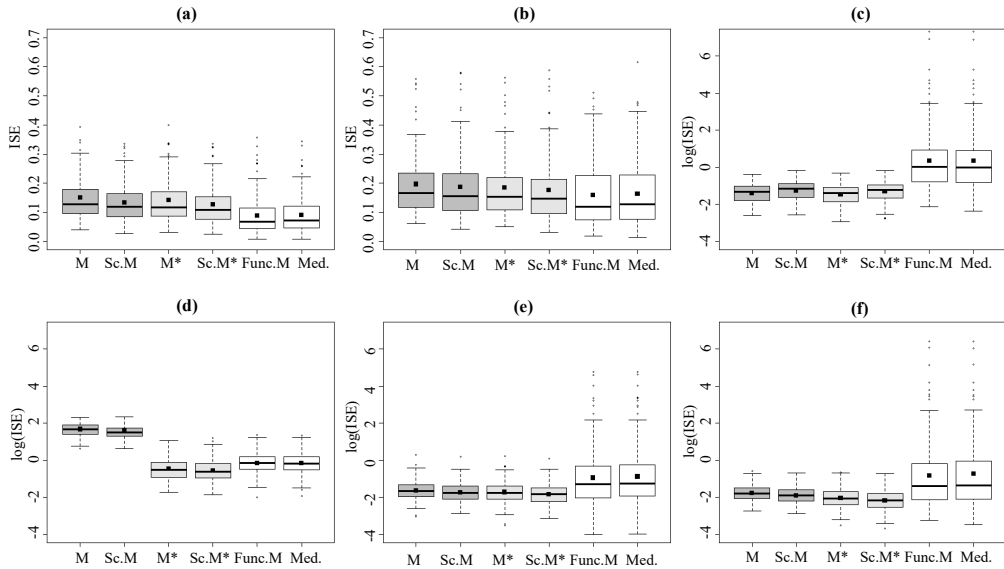 (a)
(b)
(c)
ISE
0.7
0.6
0.5
0.4
0.3
0.2
0.1
0.0
M Sc.M M* Sc.M* Func.M Med.
ISE
0.7
0.6
0.5
0.4
0.3
0.2
0.1
0.0
M Sc.M M* Sc.M* Func.M Med.
log(ISE)
6
4
2
0
-2
-4
M Sc.M M* Sc.M* Func.M Med.
(d)
(e)
(f)
log(ISE)
6
4
2
0
-2
-4
M Sc.M M* Sc.M* Func.M Med.
log(ISE)
6
4
2
0
-2
-4
M Sc.M M* Sc.M* Func.M Med.
log(ISE)
6
4
2
0
-2
-4
M Sc.M M* Sc.M* Func.M Med.